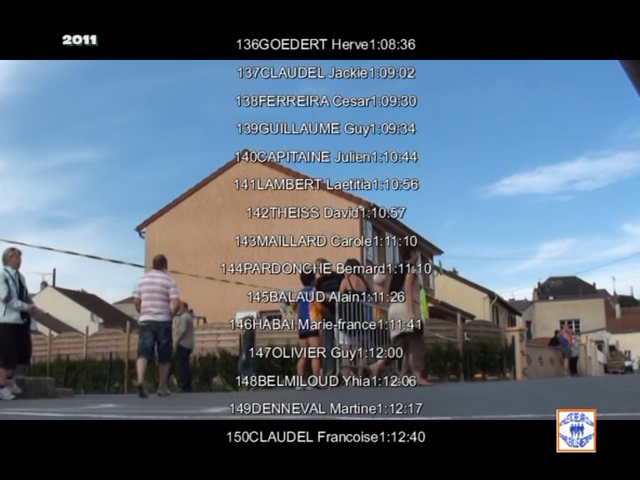 2011
136GOEDERT Herve1:08:36
137CLAUDEL Jackie1:09:02
138FERREIRA Cesar1:09:30
139GUILLAUME Guy1:09:34
140CAPITAINE Julien1:10:44
141LAMBERT Laetitia1:10:56
142THEISS David1:10:57
143MAILLARD Carole1:11:10
144PARDONCHE Bernard1:11:10
145BALAUD Alain1:11:26
146HABAI Marie-france1:11:41
147OLIVIER Guy1:12:00
148BELMILOUD Yhia1:12:06
149DENNEVAL Martine1:12:17
150CLAUDEL Francoise1:12:40